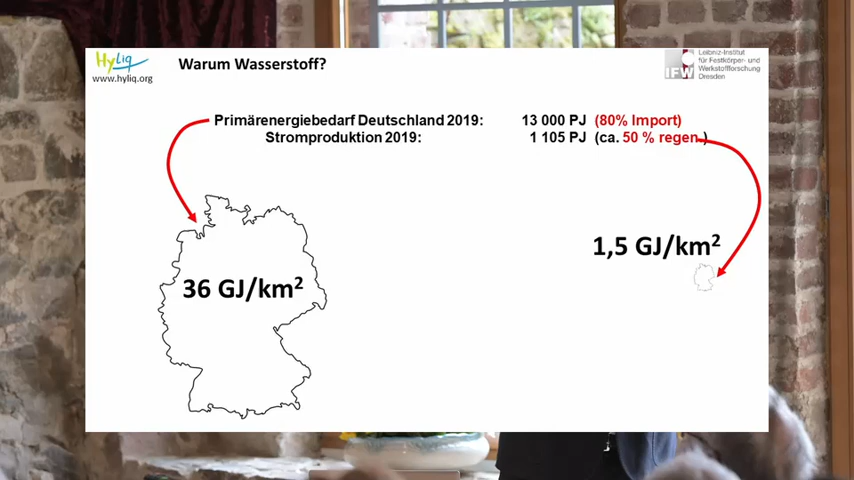 HyLiq
www.hyliq.org
Warum Wasserstoff?
IFW
Leibniz-Institut
für Festkörper- und
Werkstoffforschung
Dresden
Primärenergiebedarf Deutschland 2019: 13 000 PJ (80% Import)
Stromproduktion 2019: 1 105 PJ (ca. 50 % regen.)
1,5 GJ/km²
36 GJ/km²